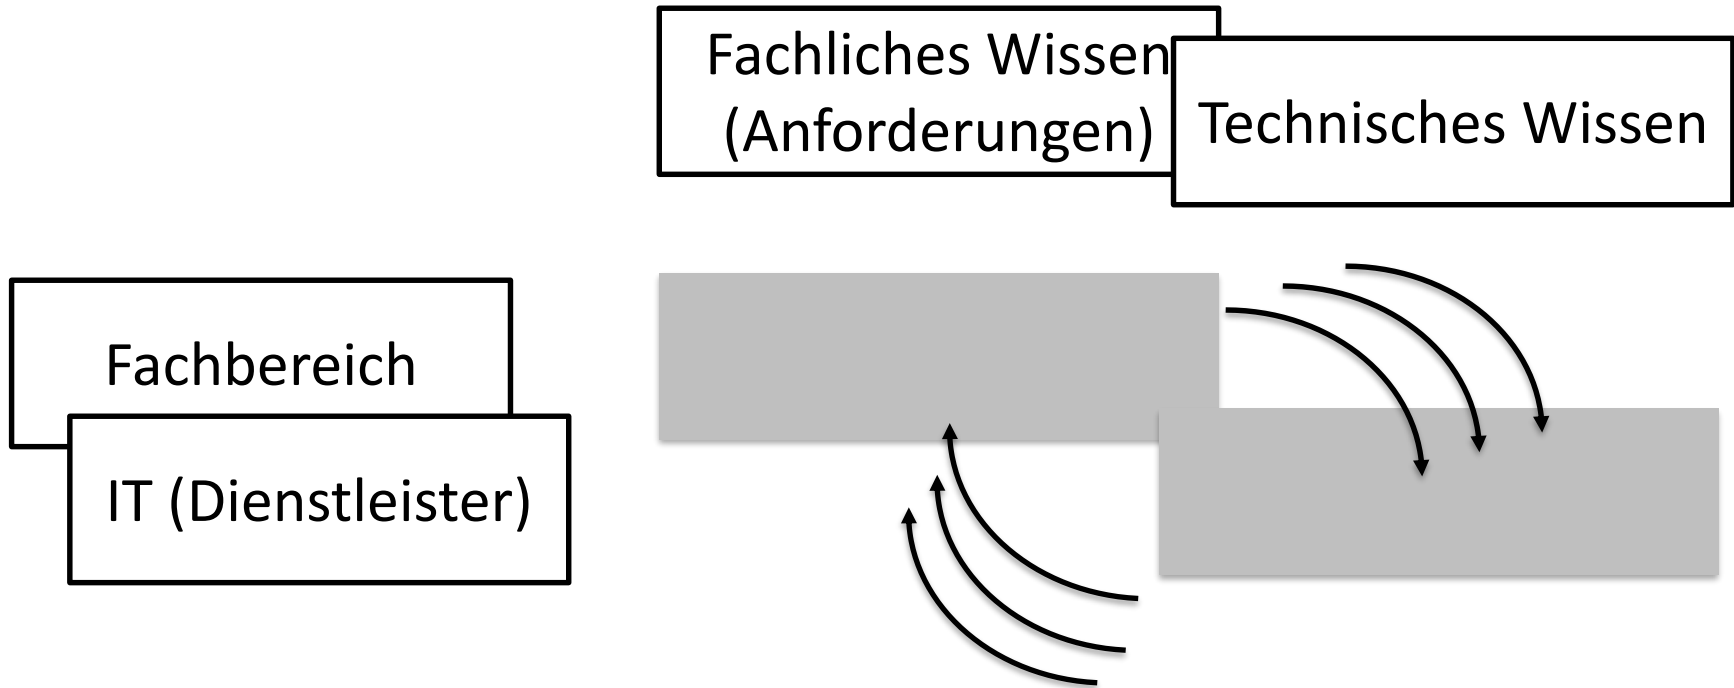 Fachliches Wissen
(Anforderungen)
Technisches Wissen
Fachbereich
IT (Dienstleister)